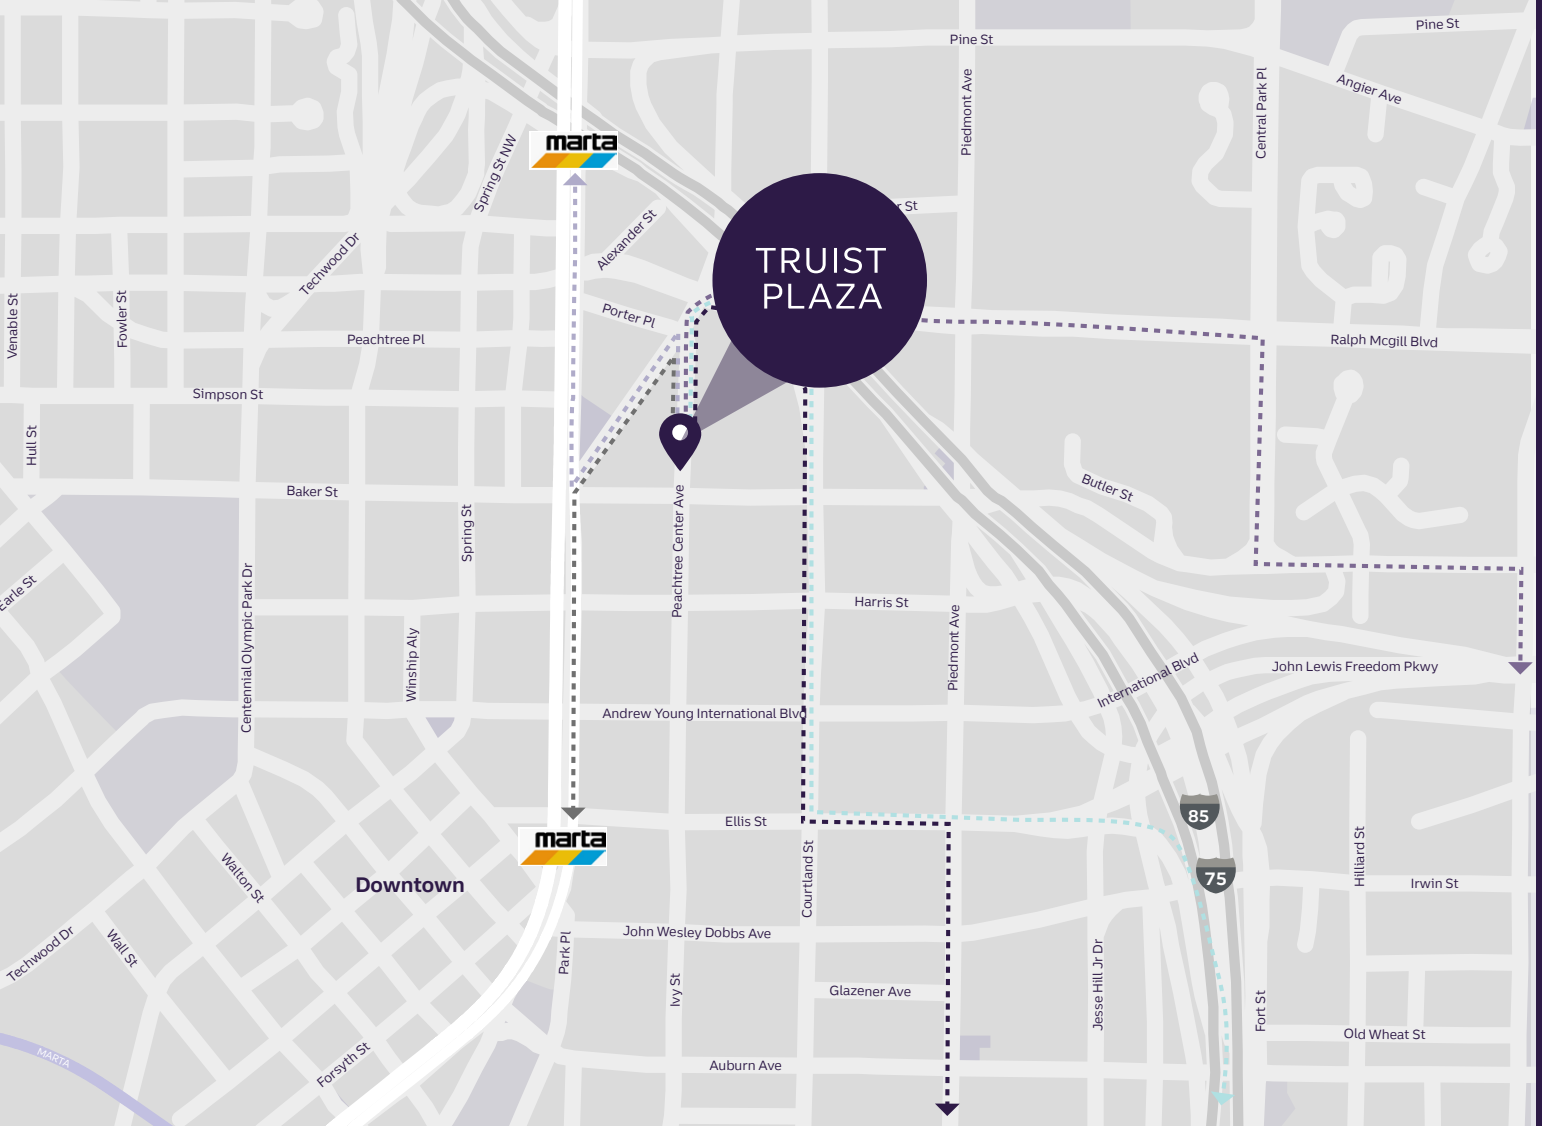 Pine St
Pine St
Piedmont Ave
Central Park Pl
Angier Ave
marta
Spring St NW
r St
Alexander St
Techwood Dr
TRUIST
PLAZA
Venable St
Fowler St
Porter Pl
Peachtree Pl
Ralph Mcgill Blvd
Simpson St
Hull St
Baker St
Butler St
Spring St
Peachtree Center Ave
Earle St
Centennial Olympic Park Dr
Harris St
Winship Aly
Piedmont Ave
International Blvd
John Lewis Freedom Pkwy
Andrew Young International Blvd
85
Ellis St
marta
Walton St
Downtown
Courtland St
75
Hilliard St
Irwin St
Techwood Dr
Wall St
Park Pl
John Wesley Dobbs Ave
Ivy St
Glazener Ave
Jesse Hill Jr Dr
Fort St
Old Wheat St
MARTA
Forsyth St
Auburn Ave